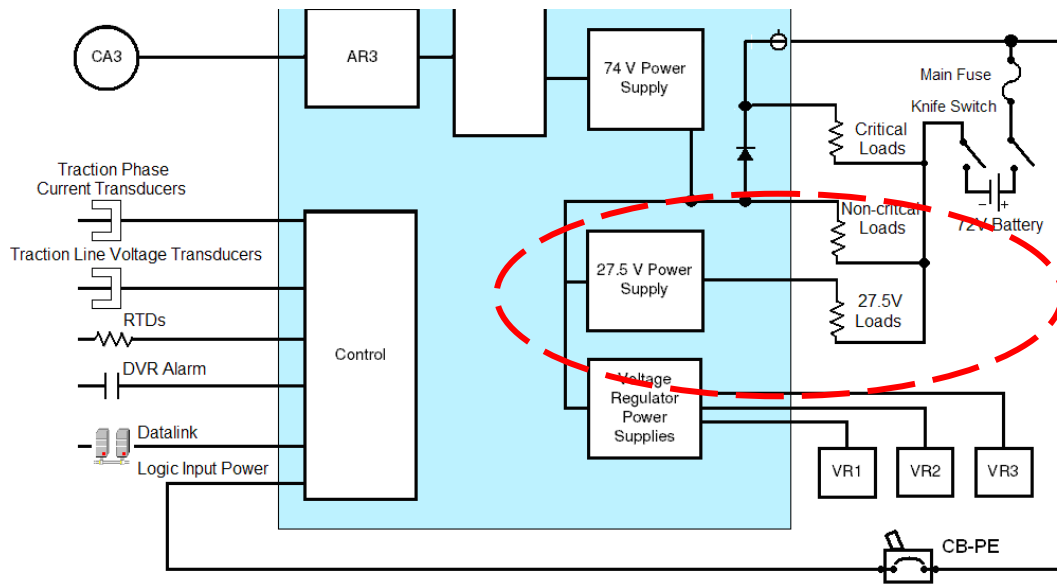 CA3
AR3
74 V Power
Supply
Main Fuse
Knife Switch
Critical
Loads
Traction Phase
Current Transducers
Non-critcal
Loads
– +
72V Battery
Traction Line Voltage Transducers
27.5 V Power
Supply
27.5V
Loads
RTDs
Control
DVR Alarm
Voltage
Regulator
Power
Supplies
Datalink
Logic Input Power
VR1
VR2
VR3
CB-PE